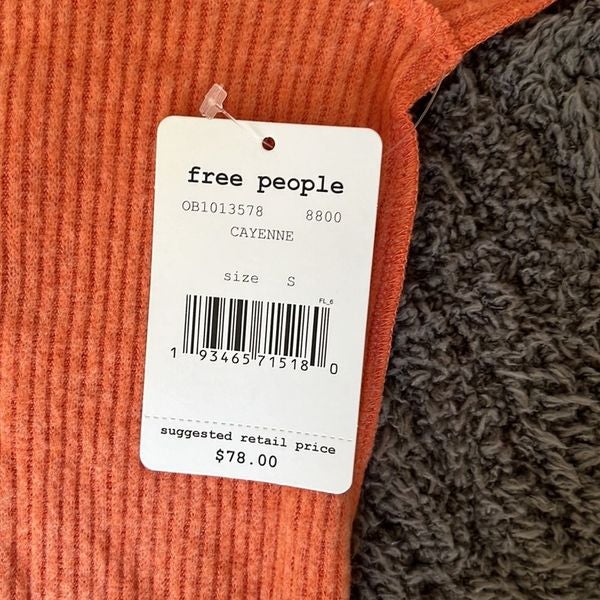 free people
OB1013578 8800
CAYENNE
size S
FL_6
1 93465 71518 0
suggested retail price
$78.00